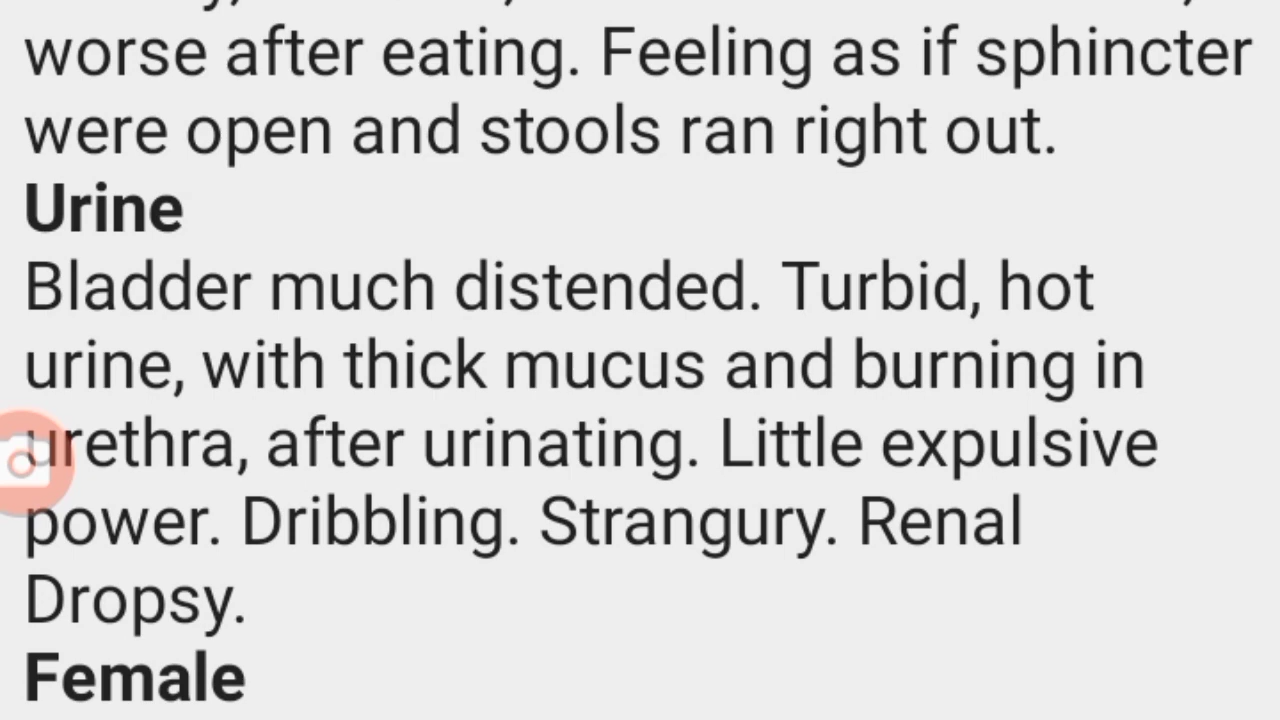 worse after eating. Feeling as if sphincter
were open and stools ran right out.
Urine
Bladder much distended. Turbid, hot
urine, with thick mucus and burning in
urethra, after urinating. Little expulsive
power. Dribbling. Strangury. Renal
Dropsy.
Female